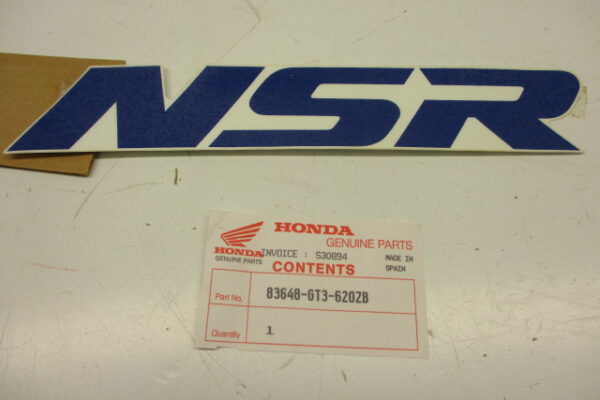 NSR
HONDA
GENUINE PARTS
HONDA
GENUINE PARTS
INVOICE : S30894
MADE IN
SPAIN
CONTENTS
Part No. 83648-GT3-620ZB
Quantity 1